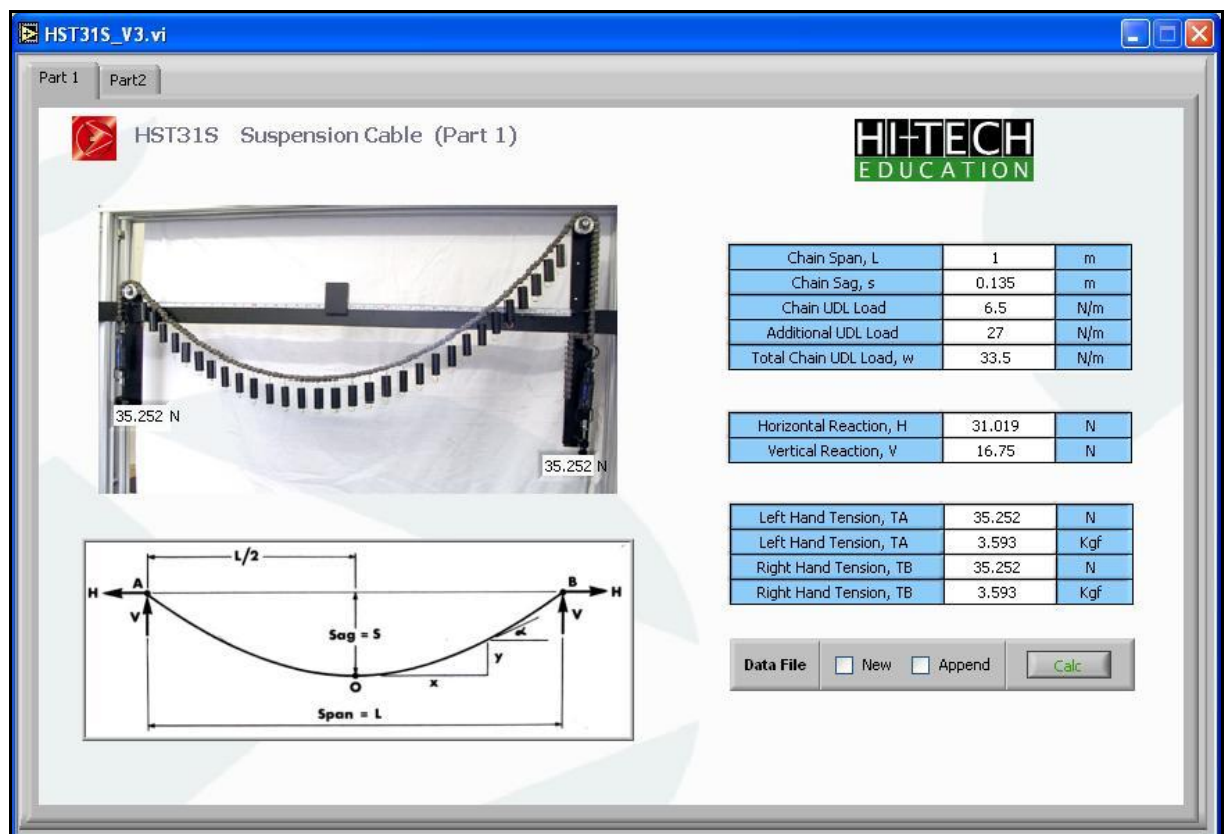 HST31S_V3.vi
Part 1 Part2
HST31S Suspension Cable (Part 1)
HI-TECH
EDUCATION
35.252 N
35.252 N
Chain Span, L 1 m
Chain Sag, s 0.135 m
Chain UDL Load 6.5 N/m
Additional UDL Load 27 N/m
Total Chain UDL Load, w 33.5 N/m
Horizontal Reaction, H 31.019 N
Vertical Reaction, V 16.75 N
Left Hand Tension, TA 35.252 N
Left Hand Tension, TA 3.593 Kgf
Right Hand Tension, TB 35.252 N
Right Hand Tension, TB 3.593 Kgf
L/2
H A B H
V V
Sag = S α
y
O x
Span = L
Data File New Append Calc